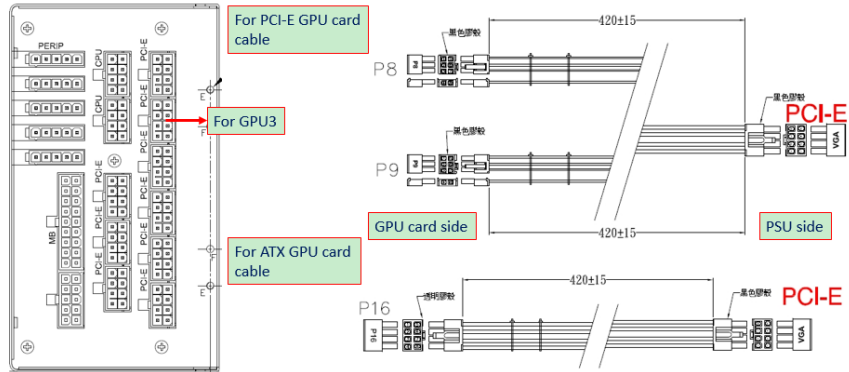 For PCI-E GPU card
cable
PERIP
CPU
PCI-E
CPU
PCI-E
For GPU3
E
F
PCI-E
PCI-E
PCI-E
PCI-E
PCI-E
MB
PCI-E
PCI-E
For ATX GPU card
cable
F
E
420±15
黑色膠殼
P8
P8
黑色膠殼
PCI-E
VGA
黑色膠殼
P9
P9
GPU card side
420±15
PSU side
420±15
透明膠殼
黑色膠殼
PCI-E
P16
P16
VGA